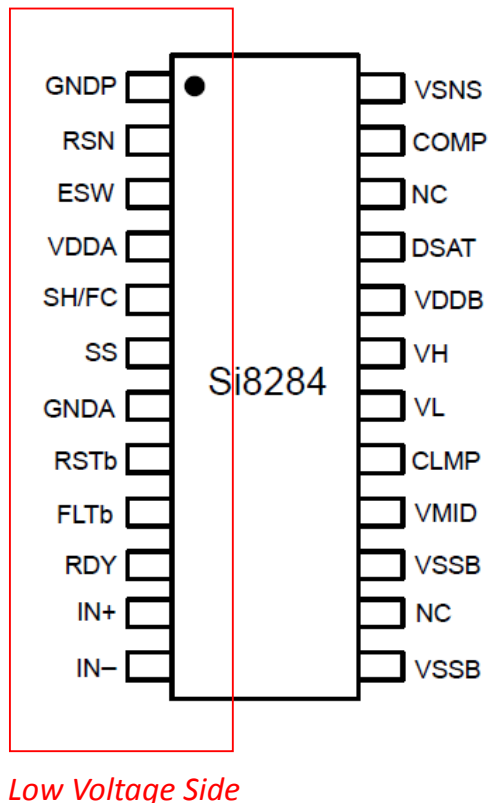 GNDP VSNS
RSN COMP
ESW NC
VDDA DSAT
SH/FC VDDB
SS VH
Si8284
GNDA VL
RSTb CLMP
FLTb VMID
RDY VSSB
IN+ NC
IN– VSSB
Low Voltage Side